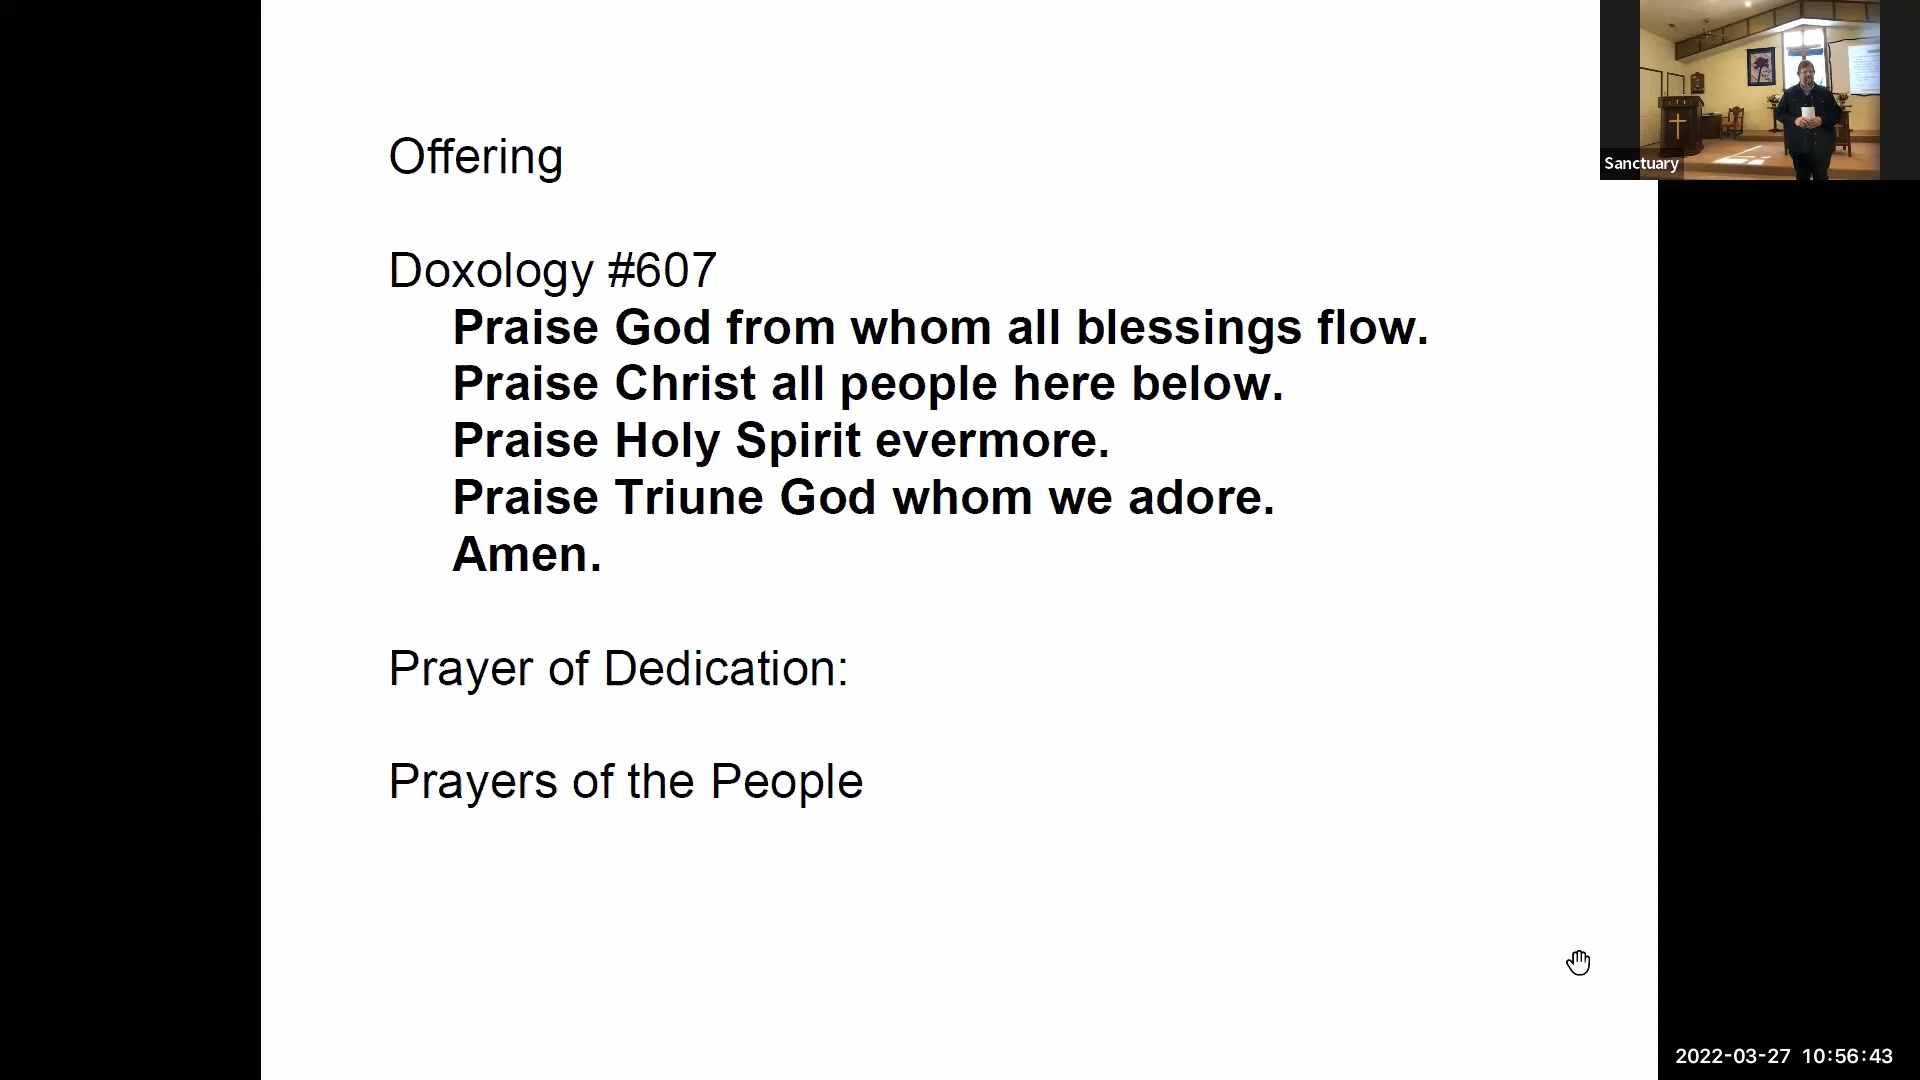 Offering
Doxology #607
Praise God from whom all blessings flow.
Praise Christ all people here below.
Praise Holy Spirit evermore.
Praise Triune God whom we adore.
Amen.
Prayer of Dedication:
Prayers of the People
Sanctuary
2022-03-27 10:56:43